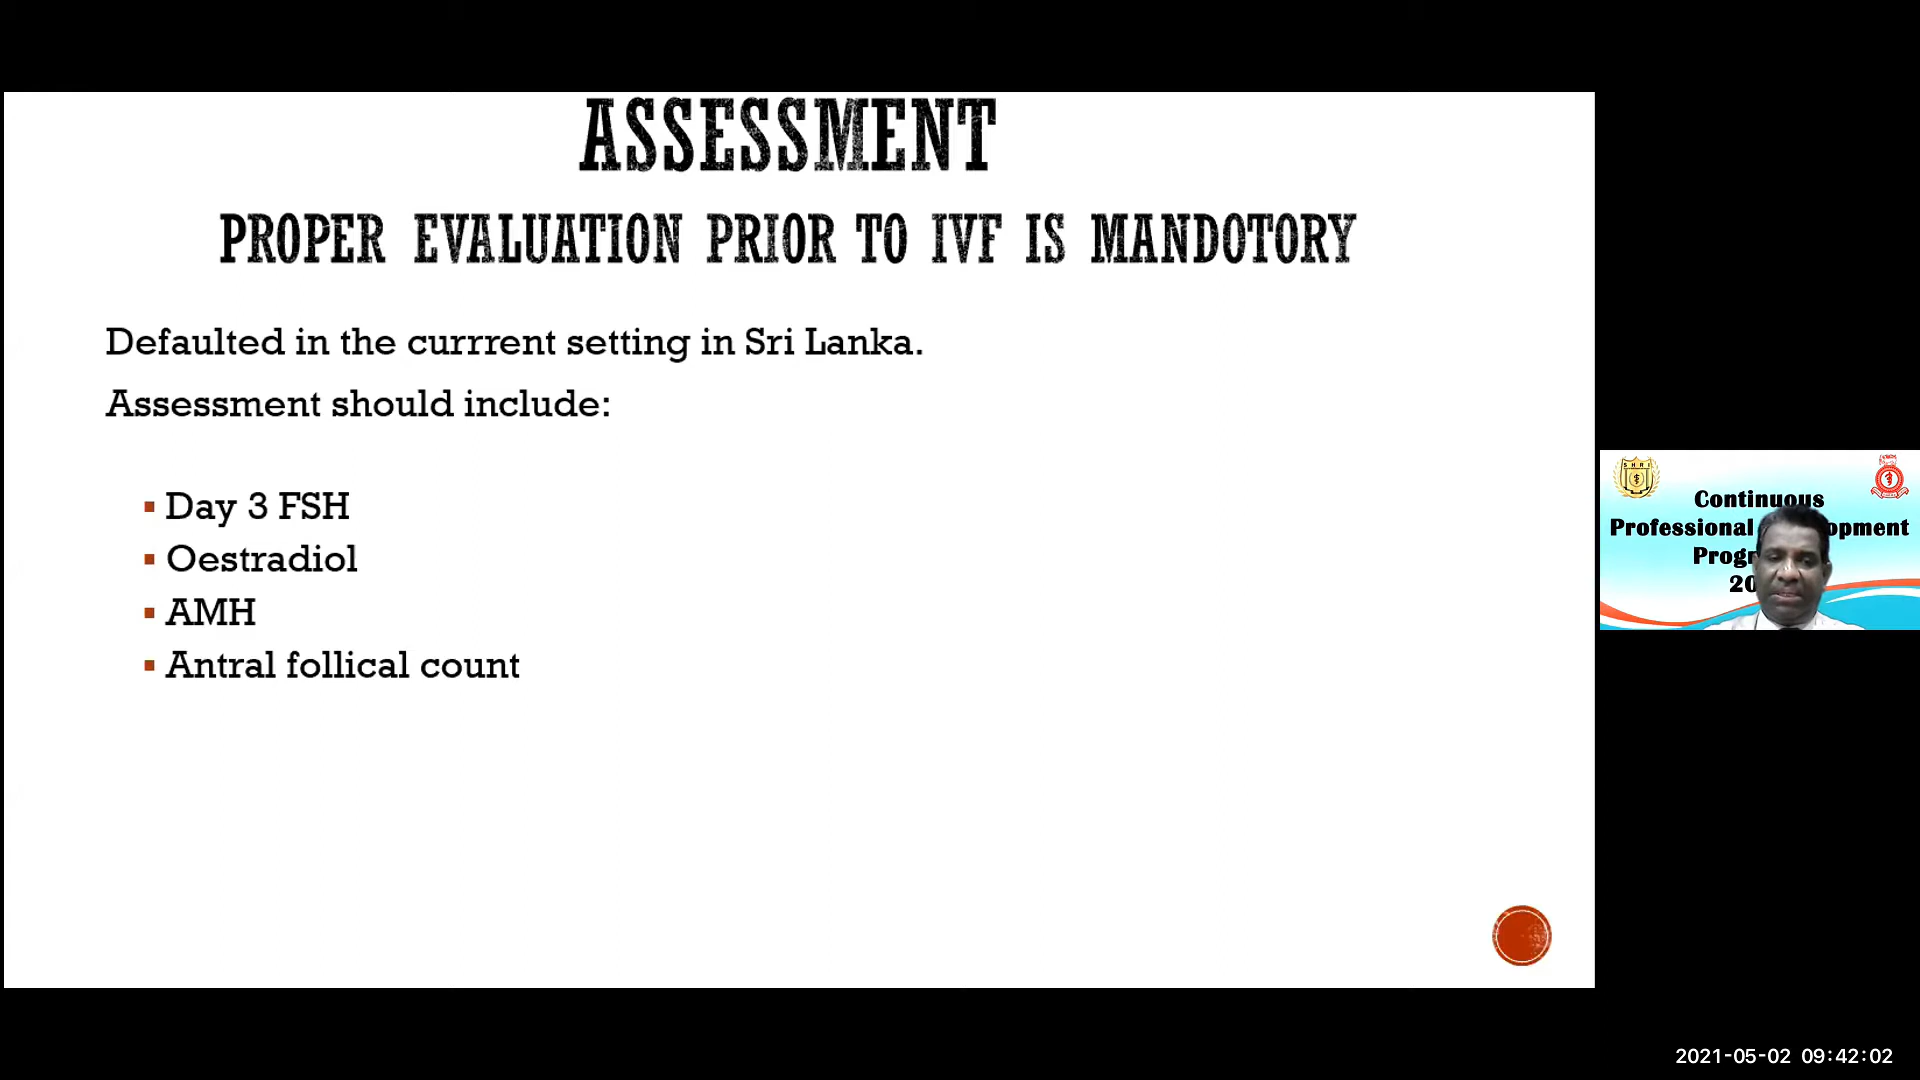 ASSESSMENT
PROPER EVALUATION PRIOR TO IVF IS MANDOTORY
Defaulted in the currrent setting in Sri Lanka.
Assessment should include:
▪ Day 3 FSH
▪ Oestradiol
▪ AMH
▪ Antral follical count
SHRI
Continuous
Professional
2021-05-02 09:42:02